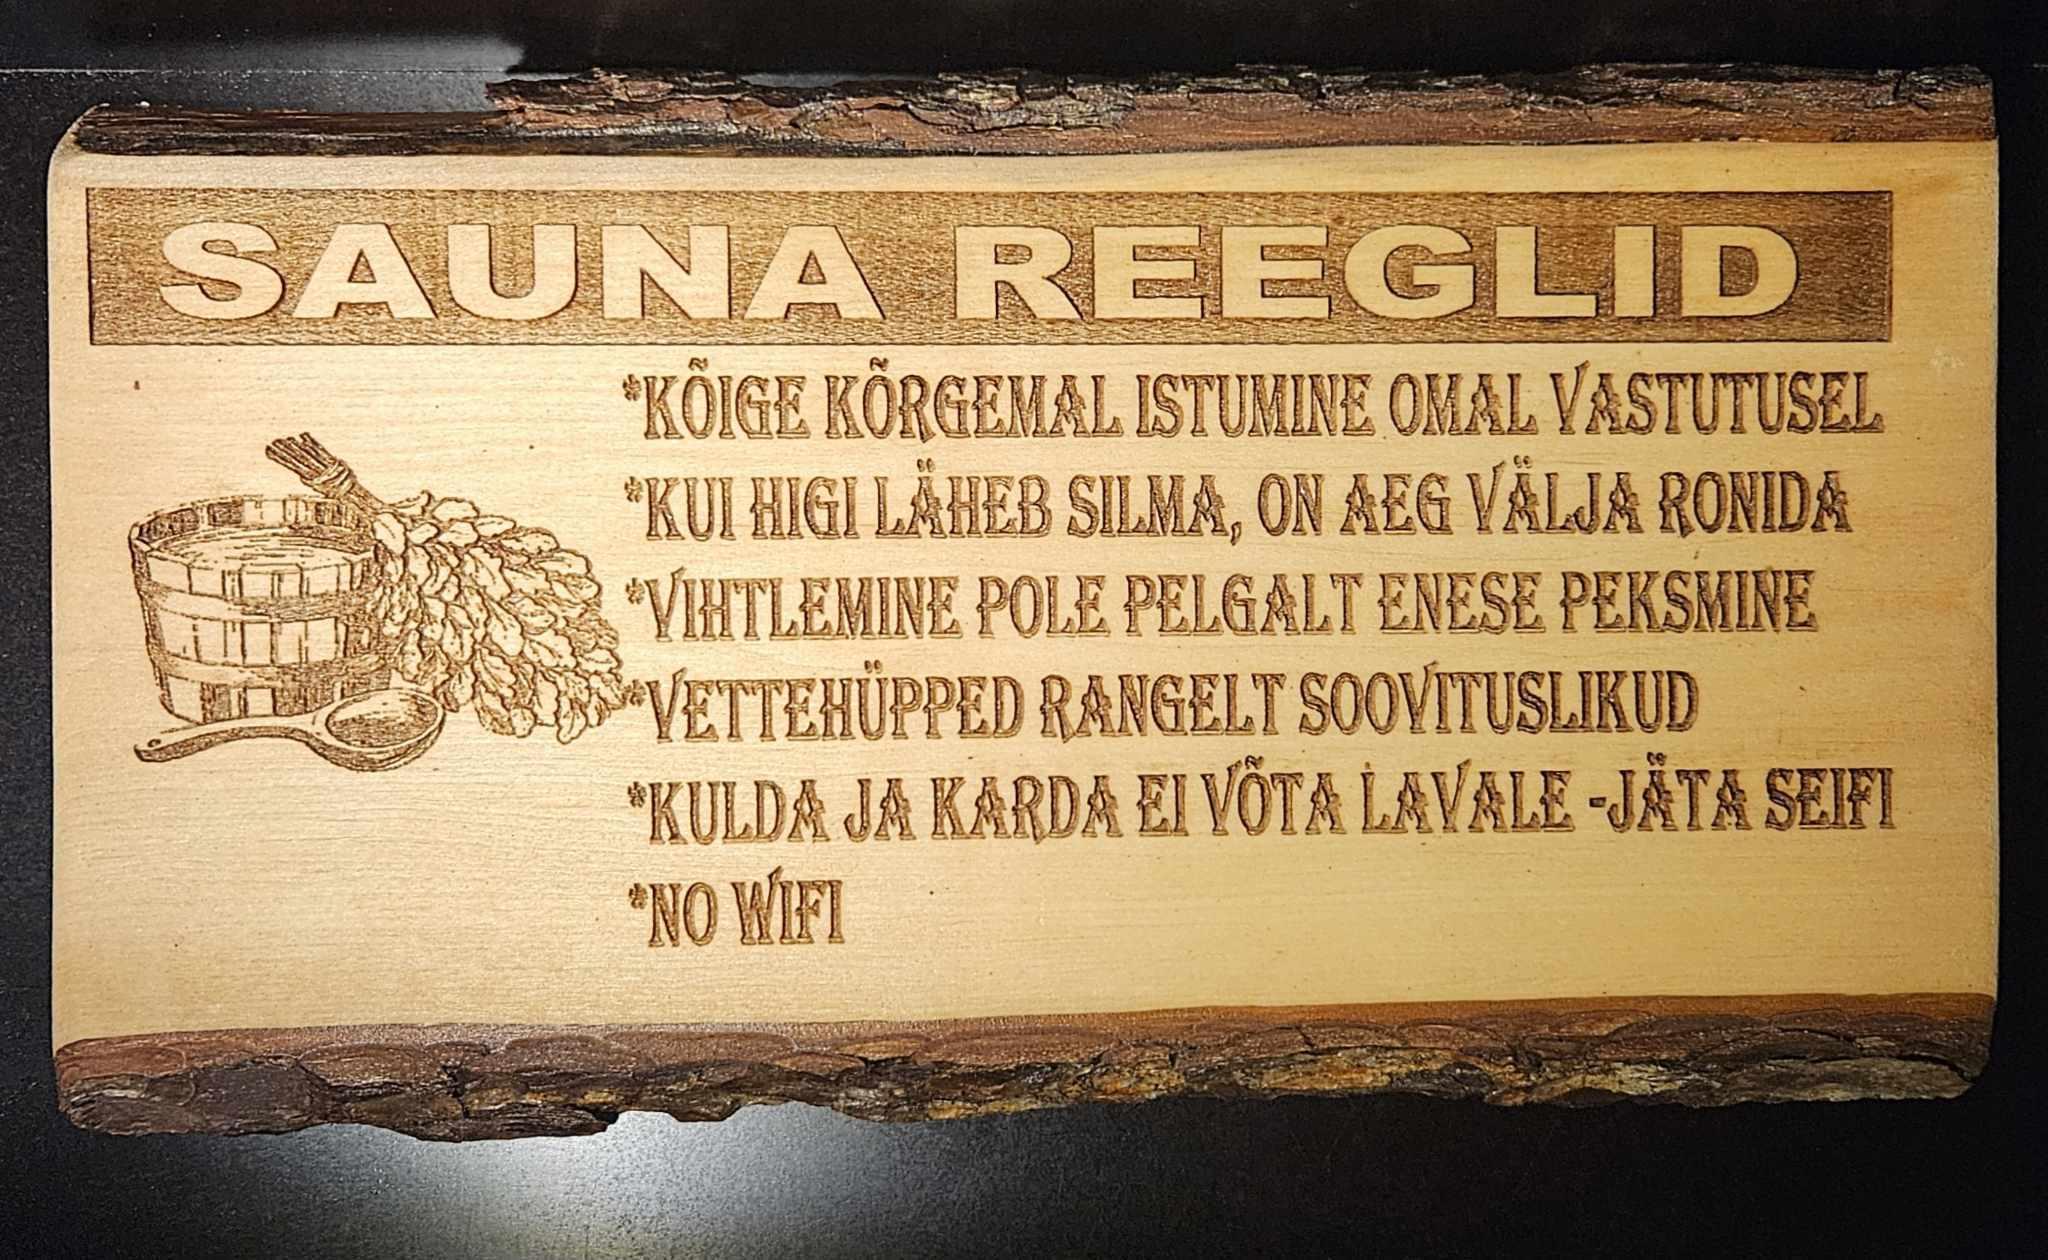 SAUNA REEGLID
*KÕIGE KÕRGEMAL ISTUMINE OMAL VASTUTUSEL
*KUI HIGI LÄHEB SILMA, ON AEG VÄLJA RONIDA
*VIHTLEMINE POLE PELGALT ENESE PEKSMINE
*VETTEHÜPPED RANGELT SOOVITUSLIKUD
*KULDA JA KARDA EI VÕTA LAVALE -JÄTA SEIFI
*NO WIFI